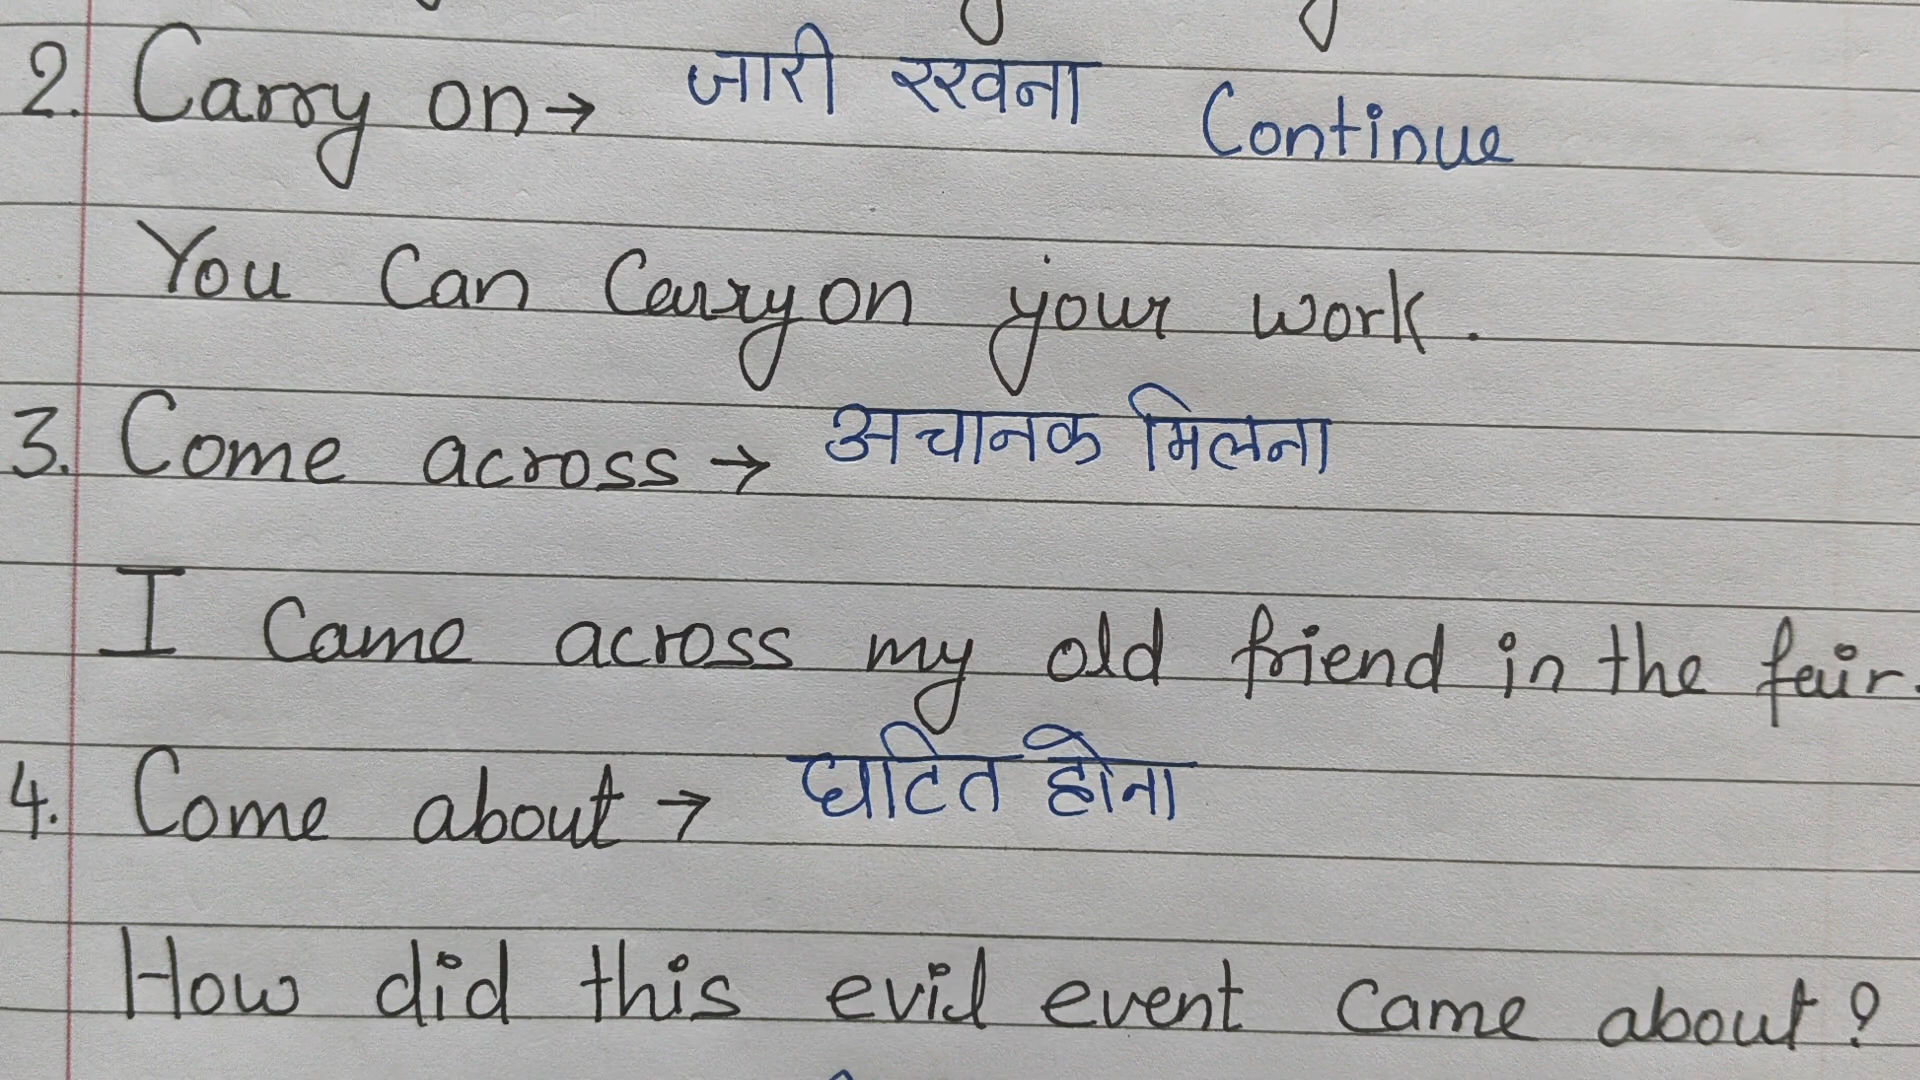 2. Carry on → जारी रखना Continue
You Can Carry on your work.
3. Come across → अचानक मिलना
I Came across my old friend in the fair.
4. Come about → घटित होना
How did this evil event Came about?